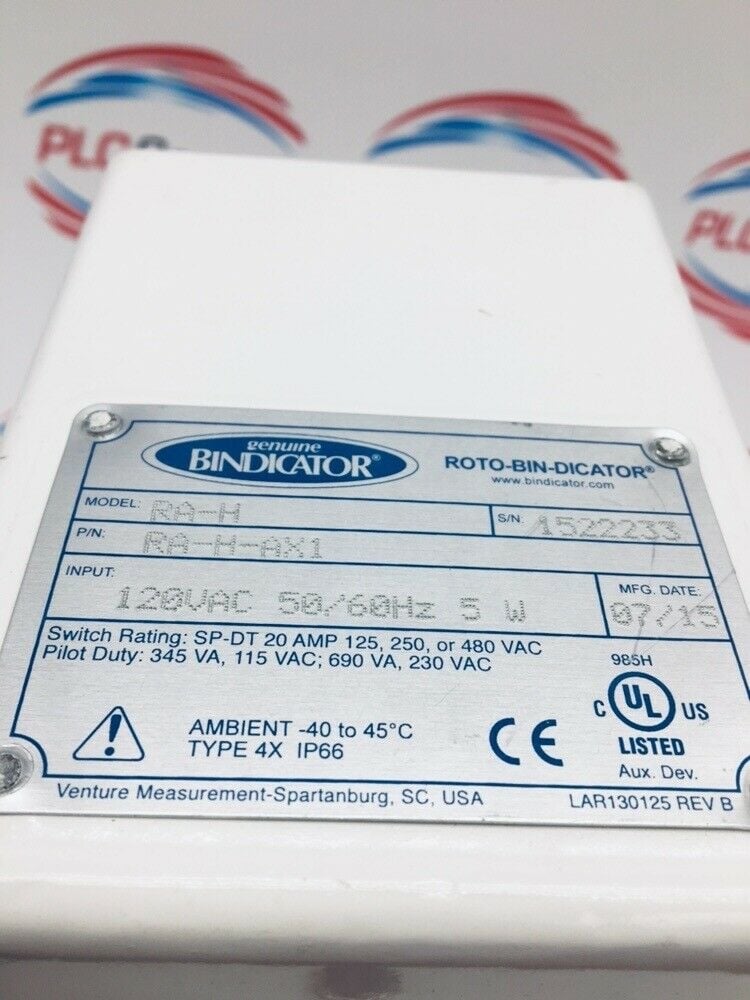 PLC
PLC
genuine
BINDICATOR®
ROTO-BIN-DICATOR®
www.bindicator.com
MODEL: RA-H
S/N: 1522233
P/N: RA-H-AX1
INPUT: 120VAC 50/60Hz 5 W
MFG. DATE: 07/15
Switch Rating: SP-DT 20 AMP 125, 250, or 480 VAC
Pilot Duty: 345 VA, 115 VAC; 690 VA, 230 VAC
985H
C UL US
LISTED
Aux. Dev.
AMBIENT -40 to 45°C
TYPE 4X IP66
CE
Venture Measurement-Spartanburg, SC, USA
LAR130125 REV B